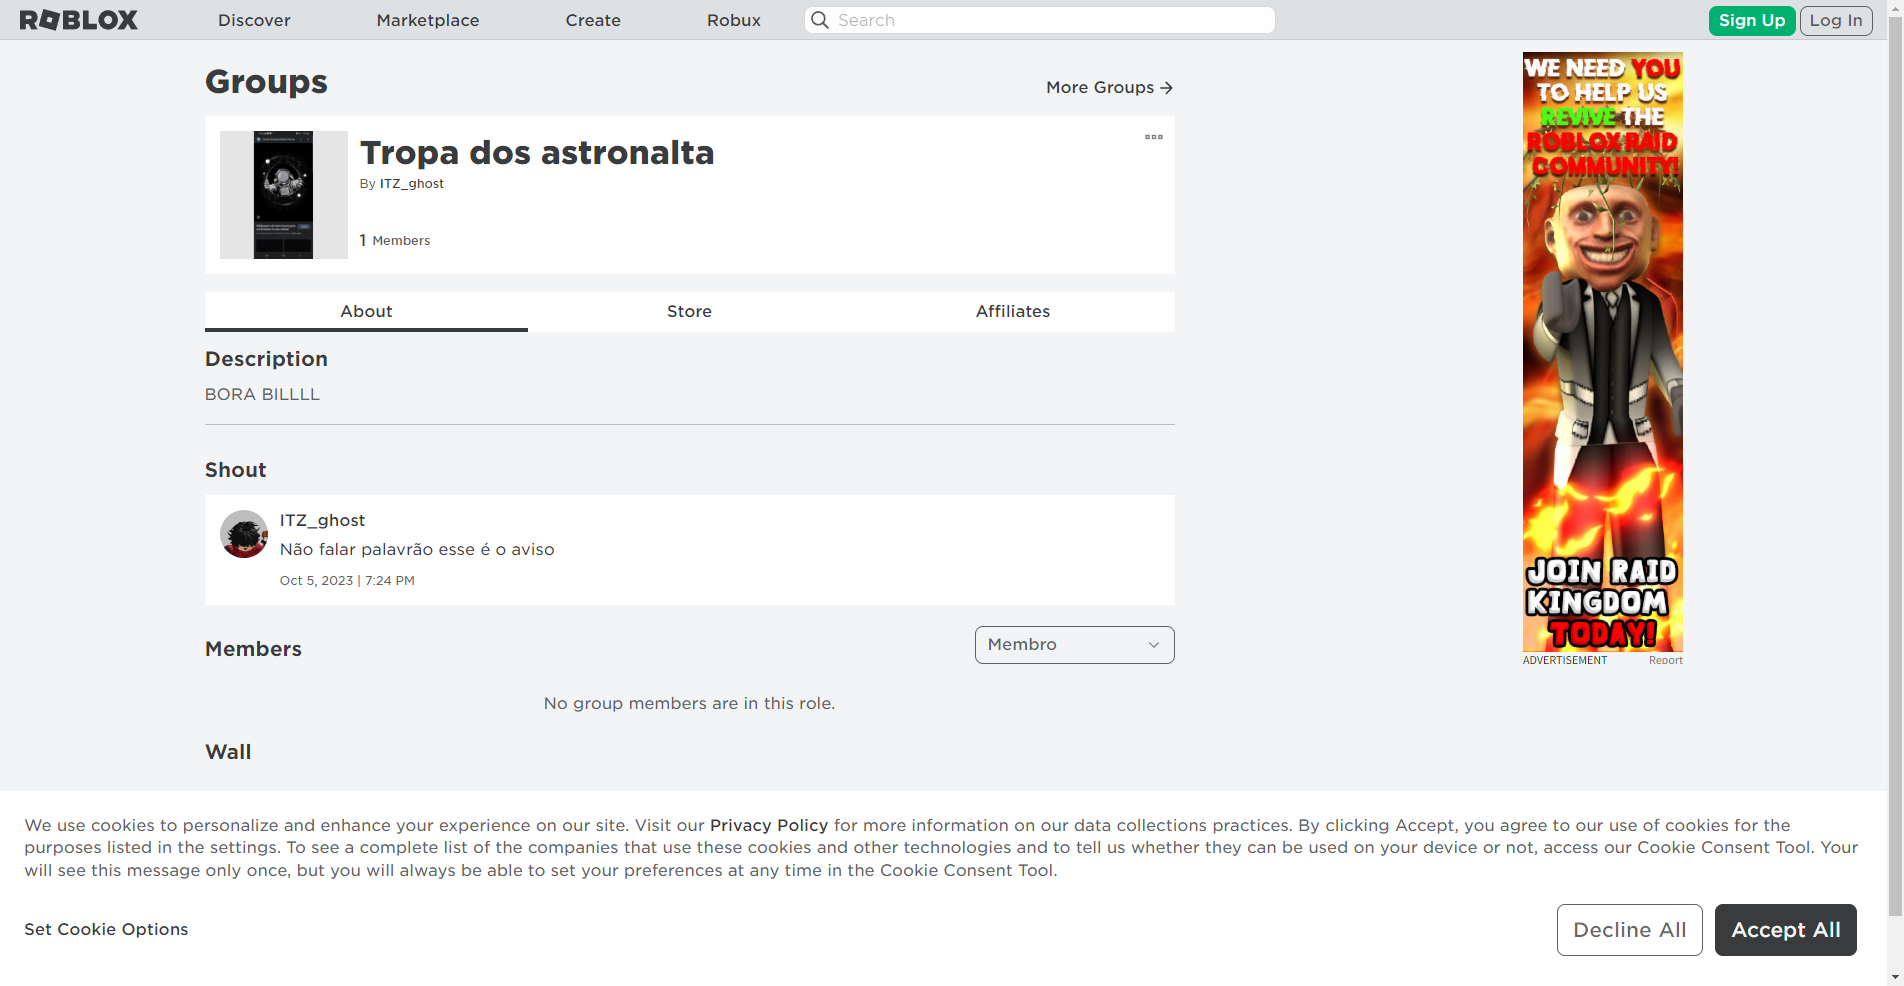 ROBLOX
Discover
Marketplace
Create
Robux
Search
Sign Up
Log In
Groups
More Groups
Tropa dos astronalta
By ITZ_ghost
1 Members
About
Store
Affiliates
Description
BORA BILLLL
Shout
ITZ_ghost
Não falar palavrão esse é o aviso
Oct 5, 2023 | 7:24 PM
Members
Membro
No group members are in this role.
Wall
WE NEED YOU
TO HELP US
REVIVE THE
ROBLOX RAID
COMMUNITY!
JOIN RAID
KINGDOM
TODAY!
ADVERTISEMENT
Report
We use cookies to personalize and enhance your experience on our site. Visit our Privacy Policy for more information on our data collections practices. By clicking Accept, you agree to our use of cookies for the
purposes listed in the settings. To see a complete list of the companies that use these cookies and other technologies and to tell us whether they can be used on your device or not, access our Cookie Consent Tool. Your
will see this message only once, but you will always be able to set your preferences at any time in the Cookie Consent Tool.
Set Cookie Options
Decline All
Accept All